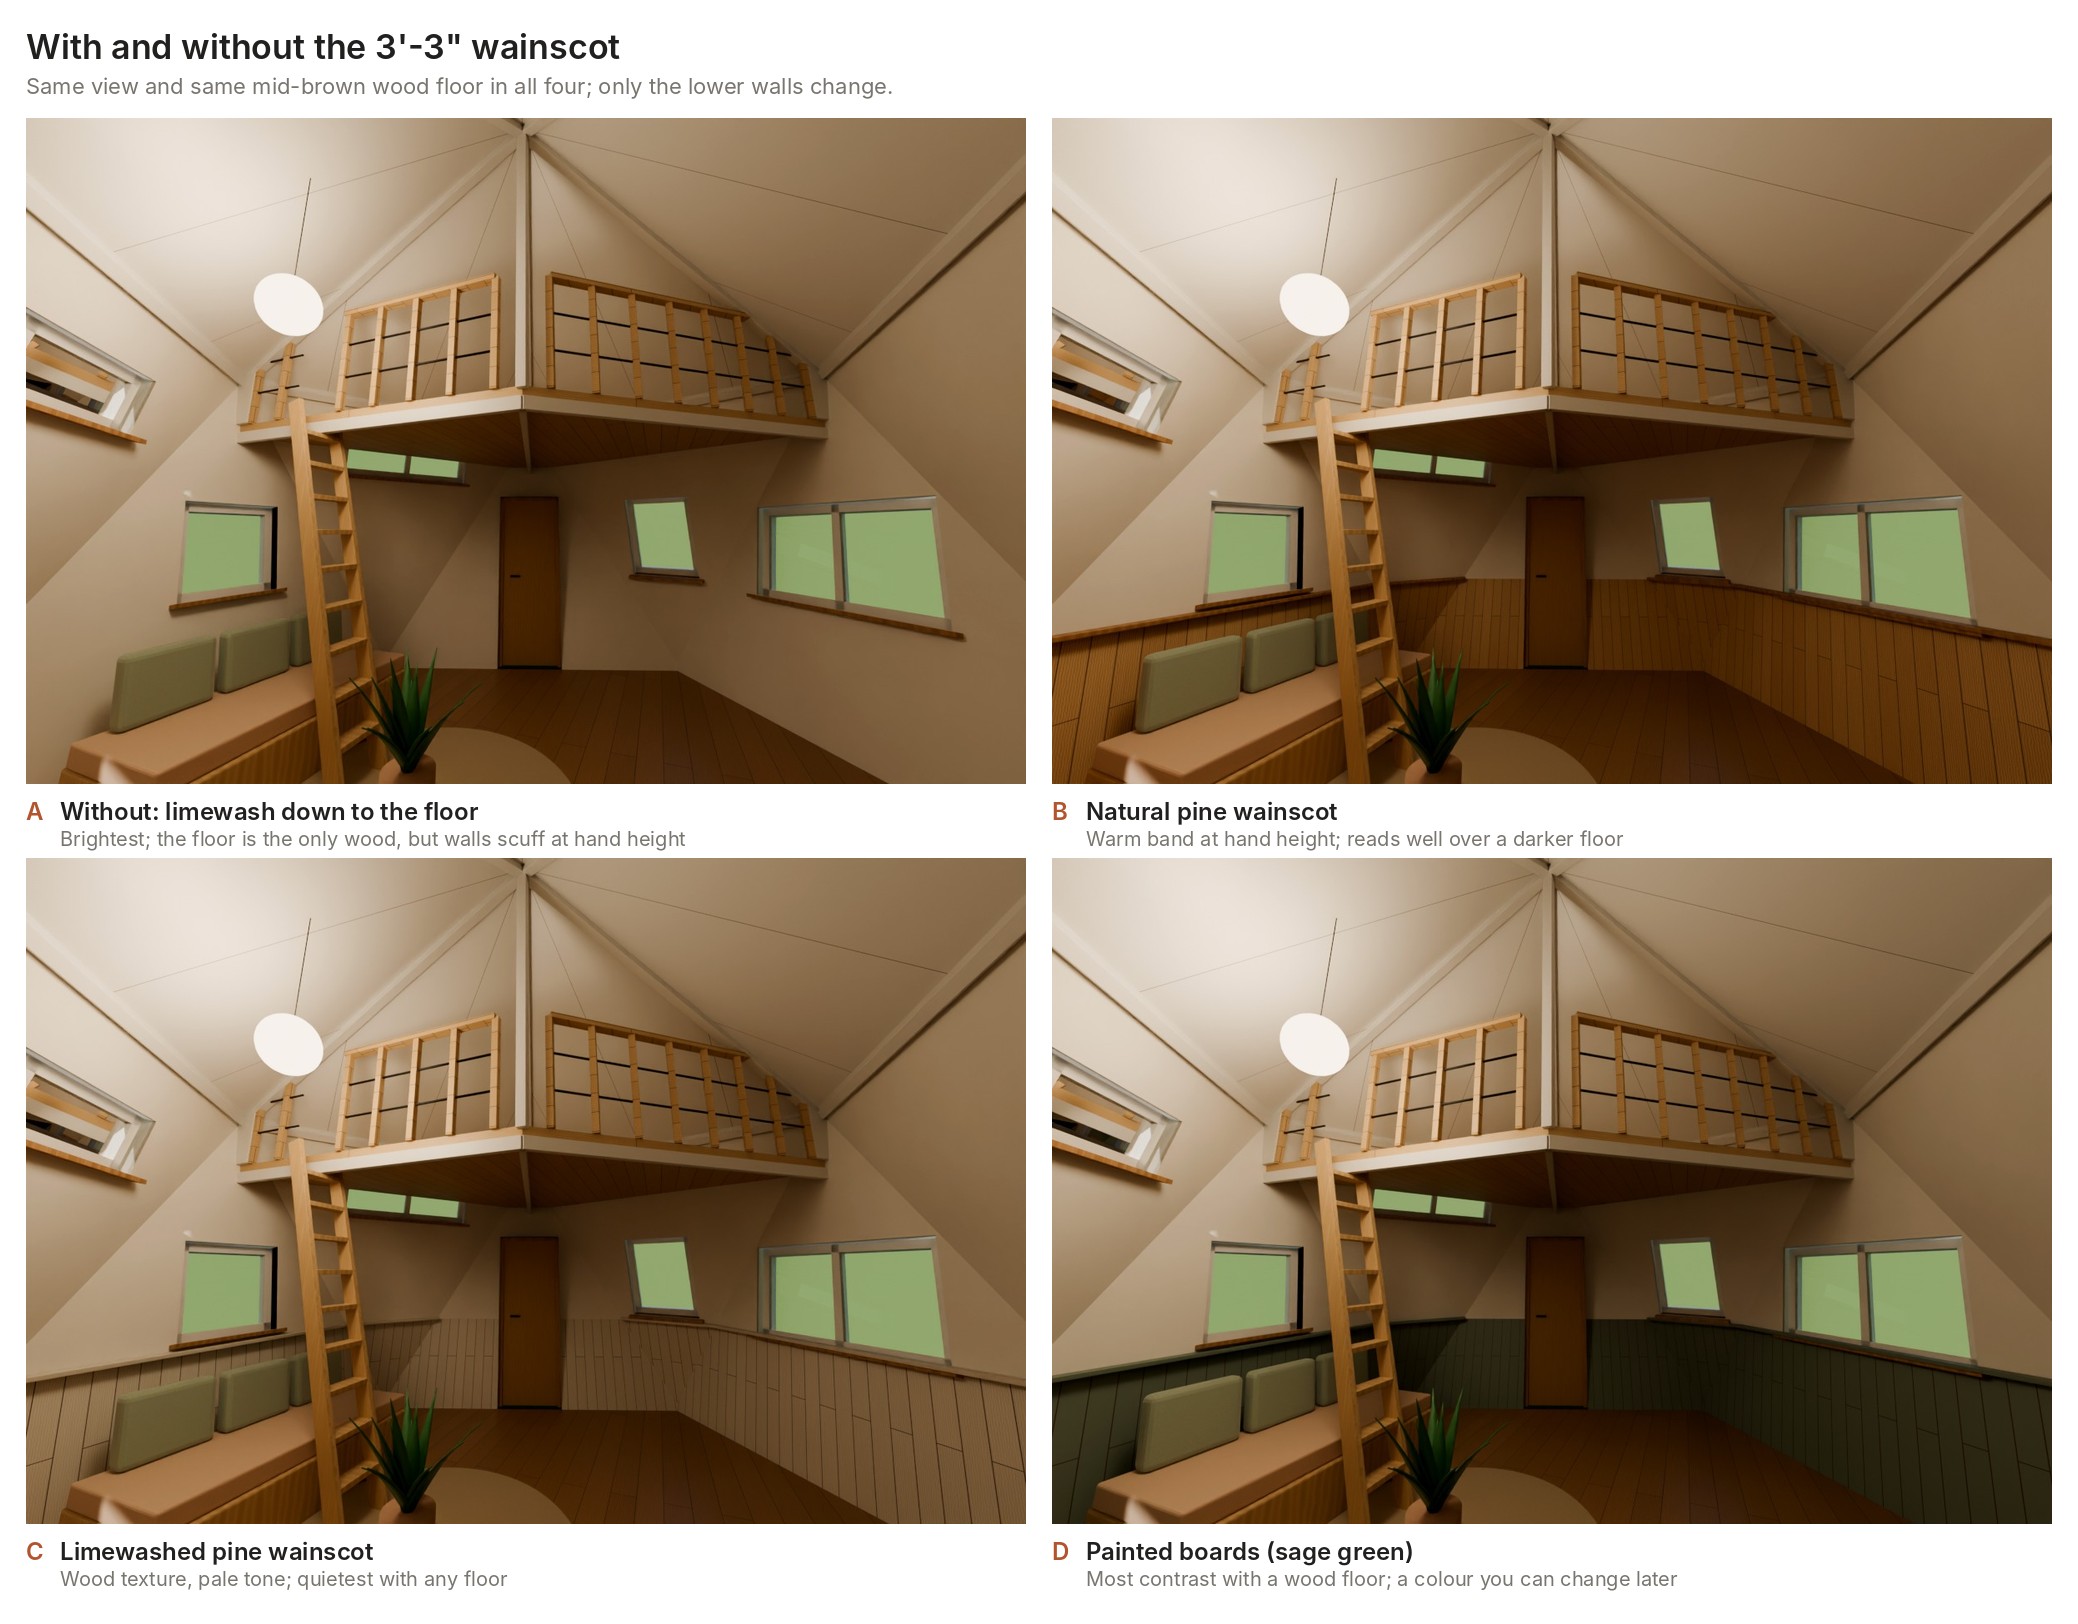 With and without the 3'-3" wainscot
Same view and same mid-brown wood floor in all four; only the lower walls change.
A Without: limewash down to the floor
Brightest; the floor is the only wood, but walls scuff at hand height
B Natural pine wainscot
Warm band at hand height; reads well over a darker floor
C Limewashed pine wainscot
Wood texture, pale tone; quietest with any floor
D Painted boards (sage green)
Most contrast with a wood floor; a colour you can change later